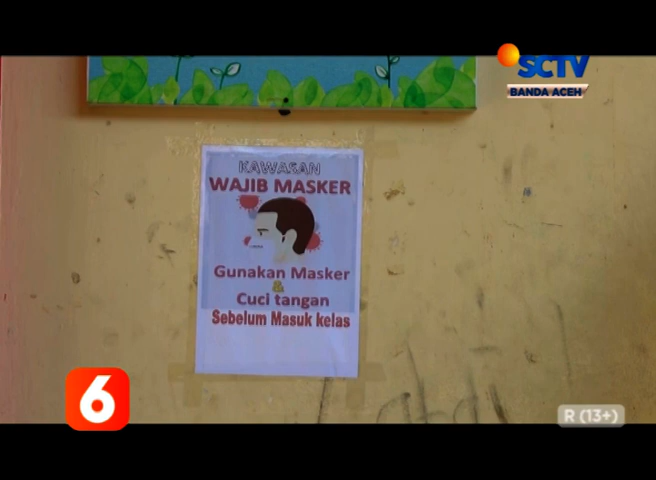 SCTV
BANDA ACEH
KAWASAN
WAJIB MASKER
Gunakan Masker
&
Cuci tangan
Sebelum Masuk kelas
6
R (13+)